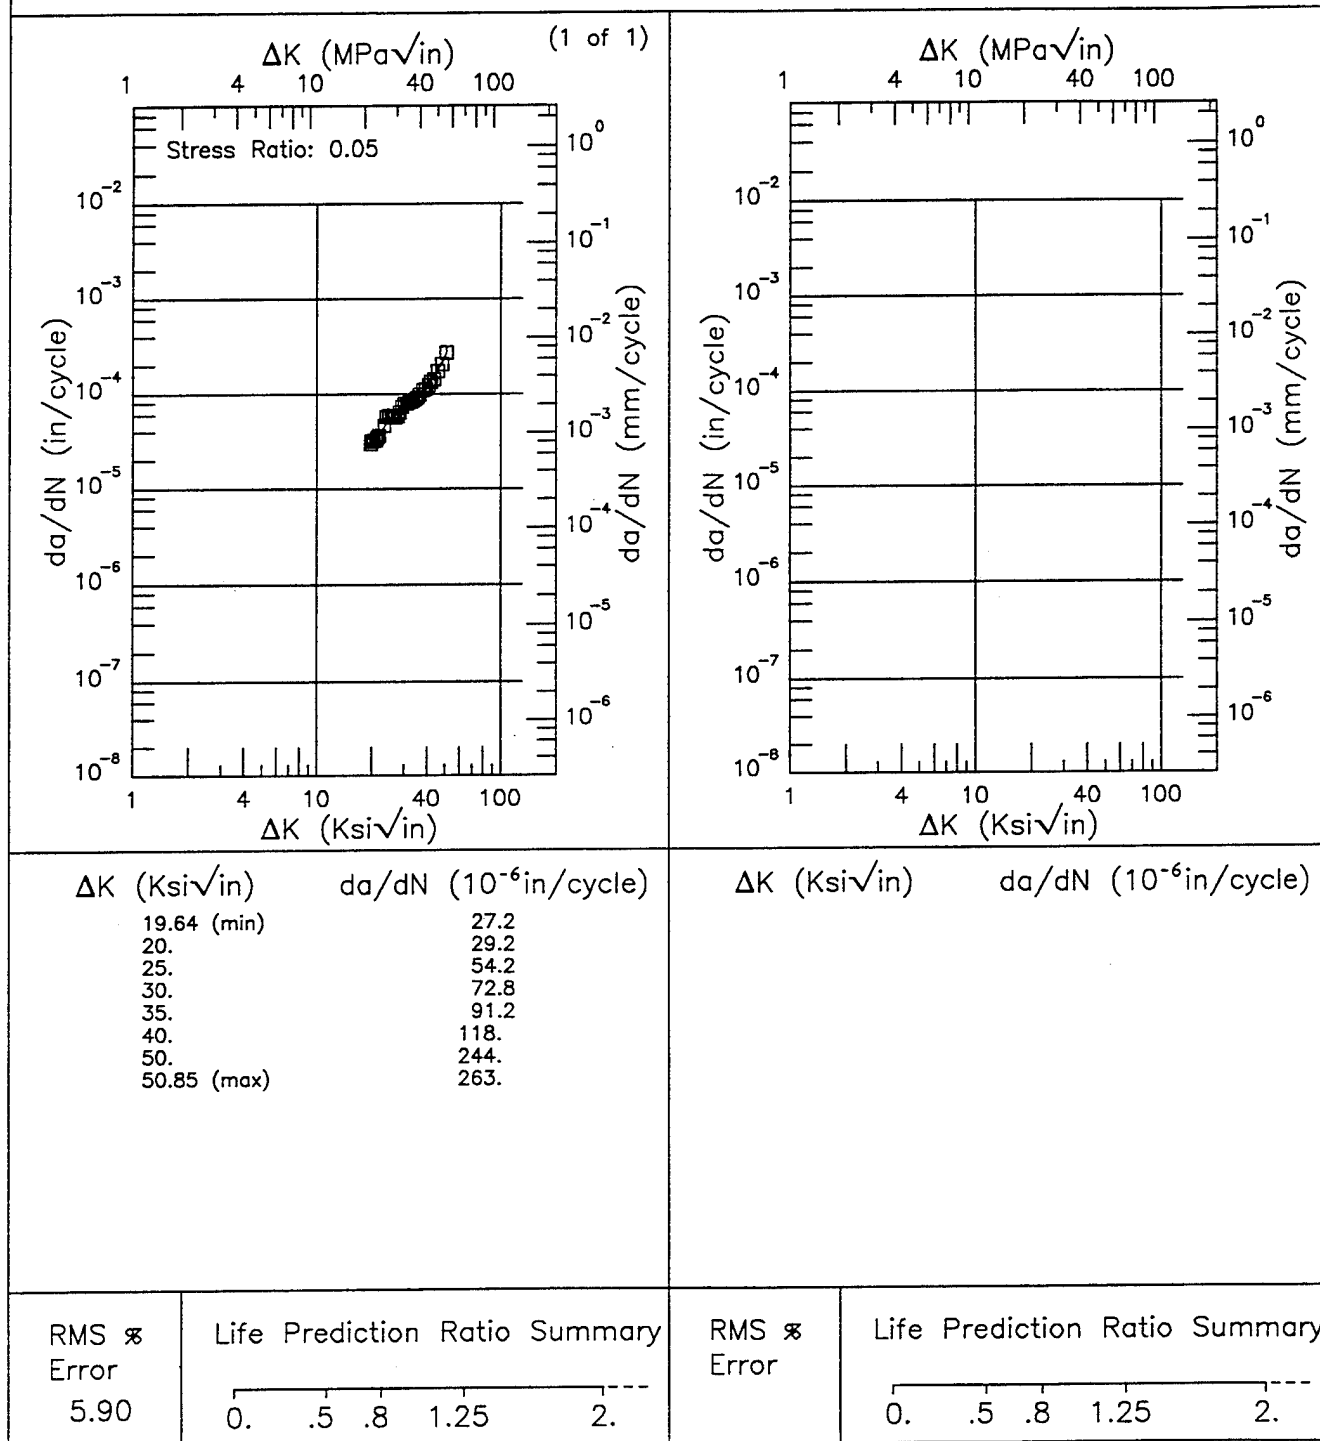 (1 of 1)
ΔK (MPa√in)
1 4 10 40 100
Stress Ratio: 0.05
da/dN (in/cycle)
10⁻²
10⁻³
10⁻⁴
10⁻⁵
10⁻⁶
10⁻⁷
10⁻⁸
10⁰
10⁻¹
10⁻²
10⁻³
10⁻⁴
10⁻⁵
10⁻⁶
da/dN (mm/cycle)
1 4 10 40 100
ΔK (Ksi√in)
ΔK (MPa√in)
1 4 10 40 100
da/dN (in/cycle)
10⁻²
10⁻³
10⁻⁴
10⁻⁵
10⁻⁶
10⁻⁷
10⁻⁸
10⁰
10⁻¹
10⁻²
10⁻³
10⁻⁴
10⁻⁵
10⁻⁶
da/dN (mm/cycle)
1 4 10 40 100
ΔK (Ksi√in)
ΔK (Ksi√in) da/dN (10⁻⁶in/cycle)
19.64 (min) 27.2
20. 29.2
25. 54.2
30. 72.8
35. 91.2
40. 118.
50. 244.
50.85 (max) 263.
ΔK (Ksi√in) da/dN (10⁻⁶in/cycle)
RMS %
Error
5.90
Life Prediction Ratio Summary
0. .5 .8 1.25 2.
RMS %
Error
Life Prediction Ratio Summary
0. .5 .8 1.25 2.